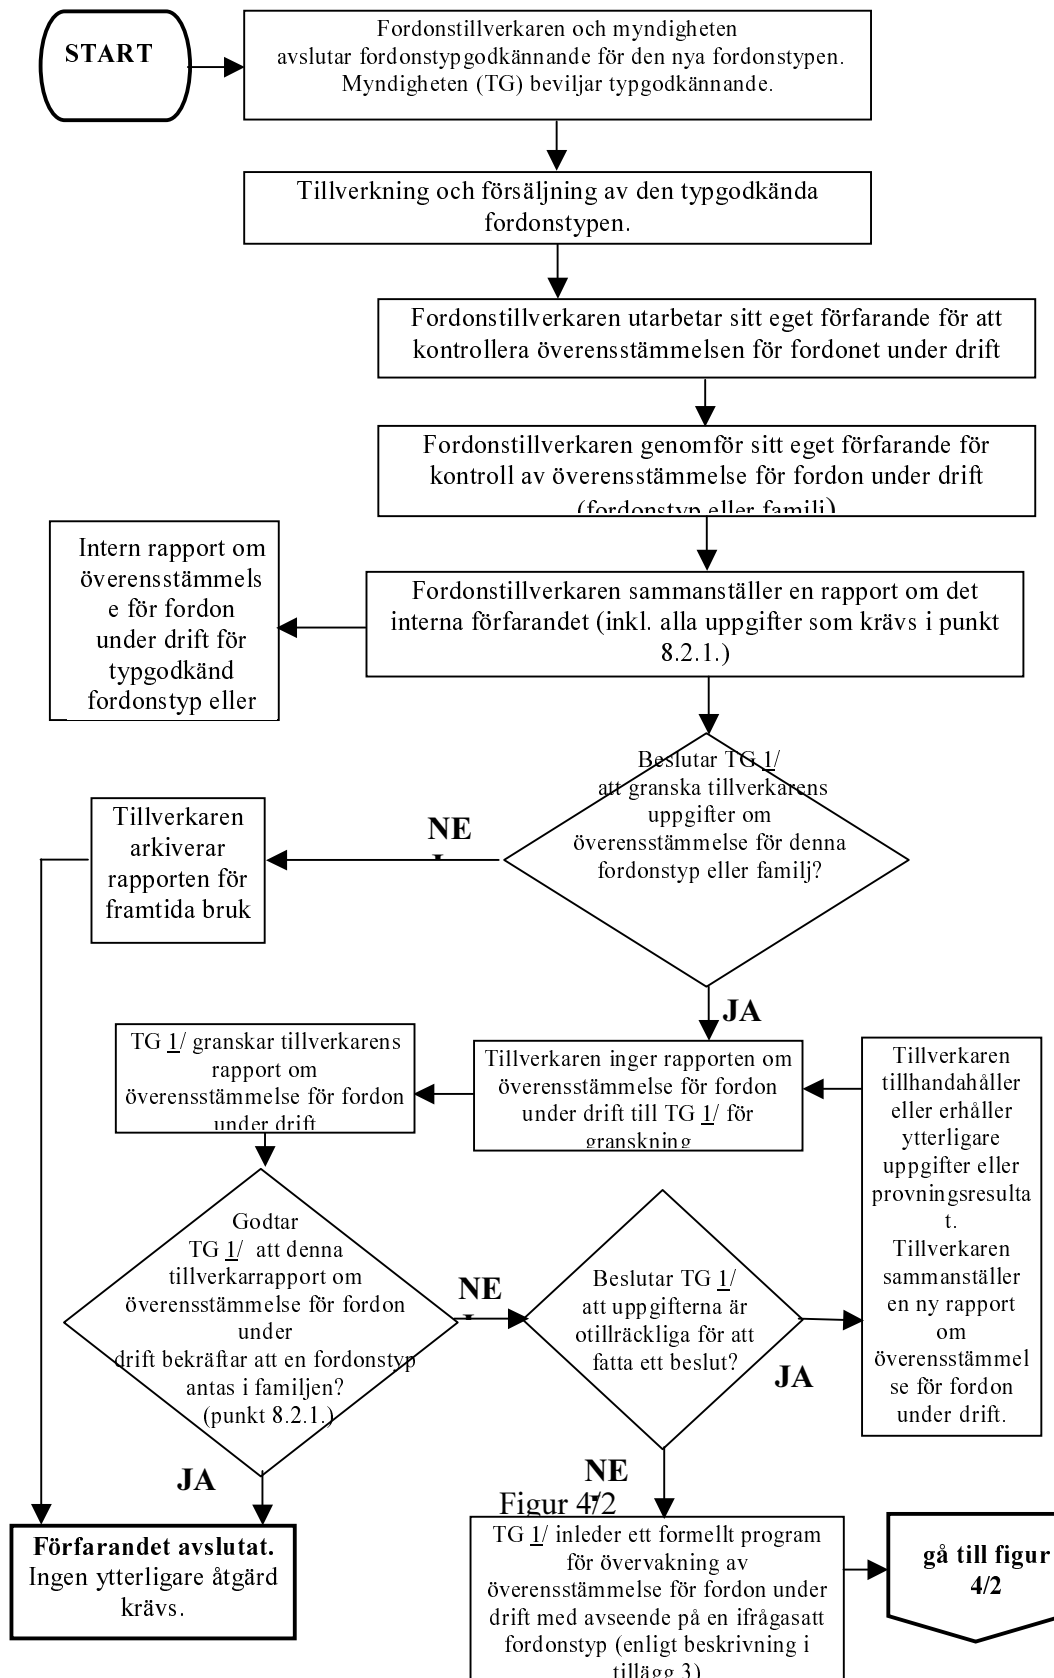 START
Fordonstillverkaren och myndigheten
avslutar fordonstypgodkännande för den nya fordonstypen.
Myndigheten (TG) beviljar typgodkännande.
Tillverkning och försäljning av den typgodkända
fordonstypen.
Fordonstillverkaren utarbetar sitt eget förfarande för att
kontrollera överensstämmelsen för fordonet under drift
Fordonstillverkaren genomför sitt eget förfarande för
kontroll av överensstämmelse för fordon under drift
(fordonstyp eller familj)
Intern rapport om
överensstämmels
e för fordon
under drift för
typgodkänd
fordonstyp eller
Fordonstillverkaren sammanställer en rapport om det
interna förfarandet (inkl. alla uppgifter som krävs i punkt
8.2.1.)
Beslutar TG 1/
att granska tillverkarens
uppgifter om
överensstämmelse för denna
fordonstyp eller familj?
NE
Tillverkaren
arkiverar
rapporten för
framtida bruk
JA
TG 1/ granskar tillverkarens
rapport om
överensstämmelse för fordon
under drift
Tillverkaren inger rapporten om
överensstämmelse för fordon
under drift till TG 1/ för
granskning
Tillverkaren
tillhandahåller
eller erhåller
ytterligare
uppgifter eller
provningsresulta
t.
Tillverkaren
sammanställer
en ny rapport
om
överensstämmel
se för fordon
under drift.
Godtar
TG 1/ att denna
tillverkarrapport om
överensstämmelse för fordon
under
drift bekräftar att en fordonstyp
antas i familjen?
(punkt 8.2.1.)
NE
Beslutar TG 1/
att uppgifterna är
otillräckliga för att
fatta ett beslut?
JA
JA
NE
Figur 4/2
Förfarandet avslutat.
Ingen ytterligare åtgärd
krävs.
TG 1/ inleder ett formellt program
för övervakning av
överensstämmelse för fordon under
drift med avseende på en ifrågasatt
fordonstyp (enligt beskrivning i
tillägg 3)
gå till figur
4/2